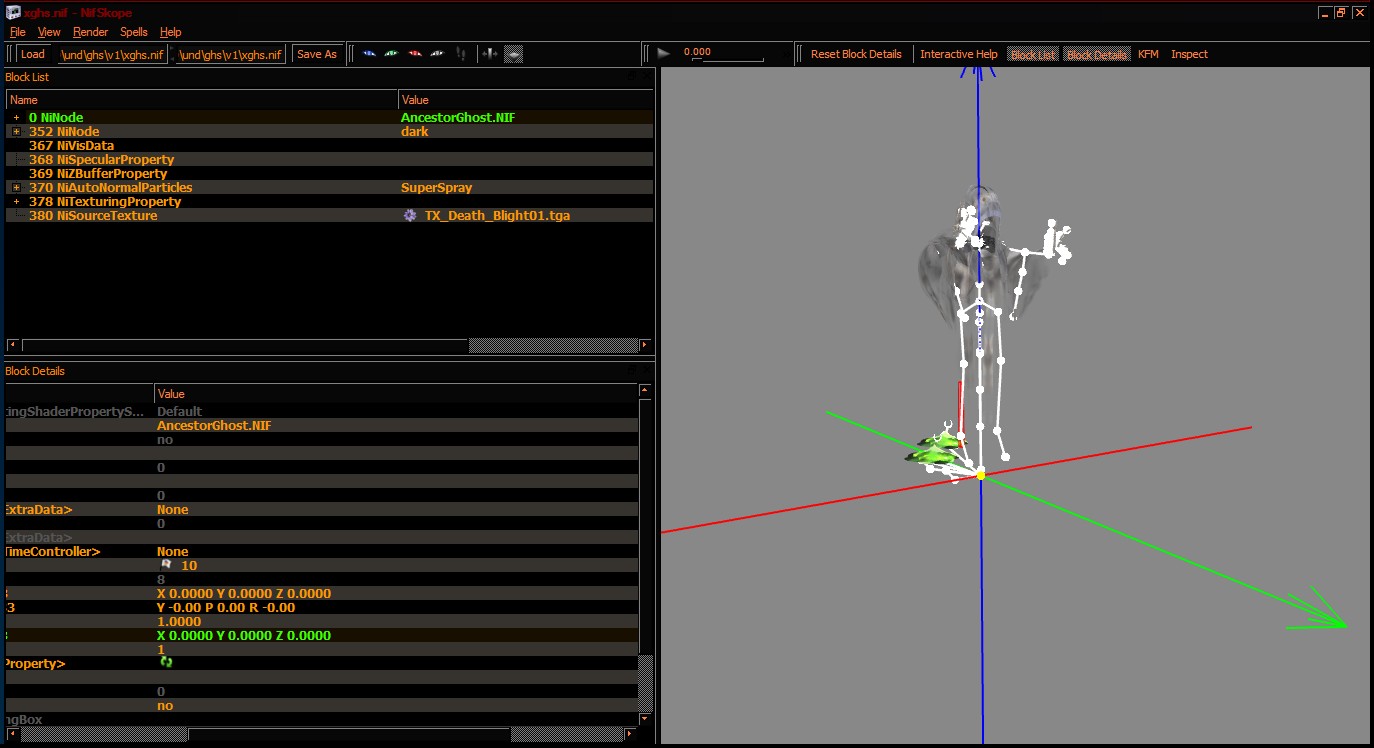 xghs.nif - NifSkope
File View Render Spells Help
Load \und\ghs\v1\xghs.nif \und\ghs\v1\xghs.nif Save As 0.000 Reset Block Details Interactive Help Block List Block Details KFM Inspect
Block List
Name Value
0 NiNode AncestorGhost.NIF
352 NiNode dark
367 NiVisData
368 NiSpecularProperty
369 NiZBufferProperty
370 NiAutoNormalParticles SuperSpray
378 NiTexturingProperty
380 NiSourceTexture TX_Death_Blight01.tga
Block Details
Value
tingShaderPropertyS... Default
AncestorGhost.NIF
no
0
0
ExtraData> None
0
ExtraData>
TimeController> None
10
8
X 0.0000 Y 0.0000 Z 0.0000
3 Y -0.00 P 0.00 R -0.00
1.0000
X 0.0000 Y 0.0000 Z 0.0000
1
Property>
0
no
ngBox